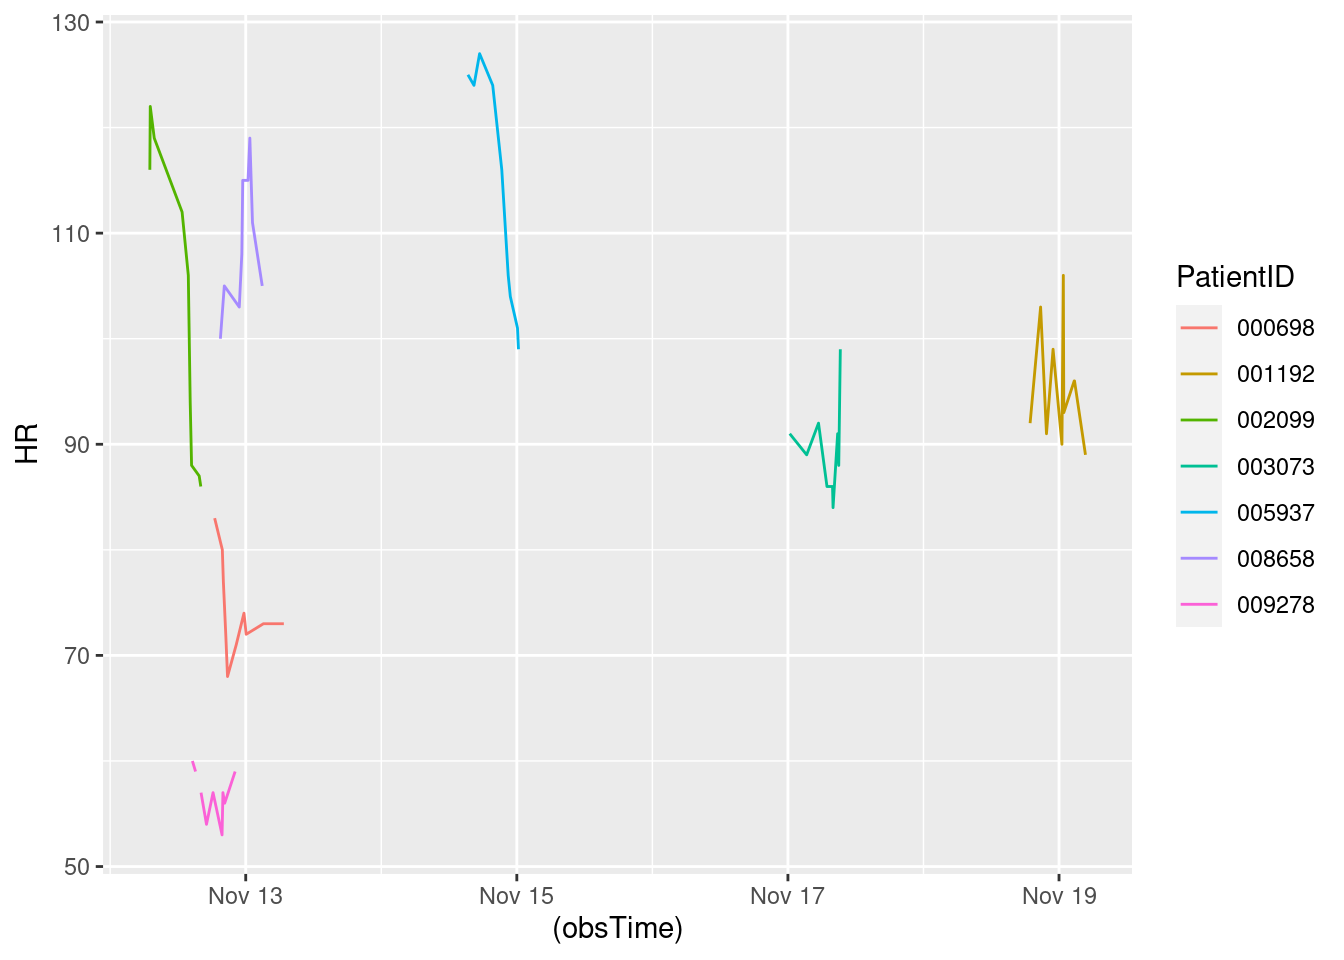 130
110
90
70
50
HR
Nov 13
Nov 15
Nov 17
Nov 19
(obsTime)
PatientID
000698
001192
002099
003073
005937
008658
009278